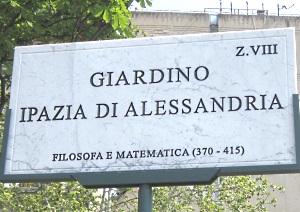 Z.VIII
GIARDINO
IPAZIA DI ALESSANDRIA
FILOSOFA E MATEMATICA (370 - 415)